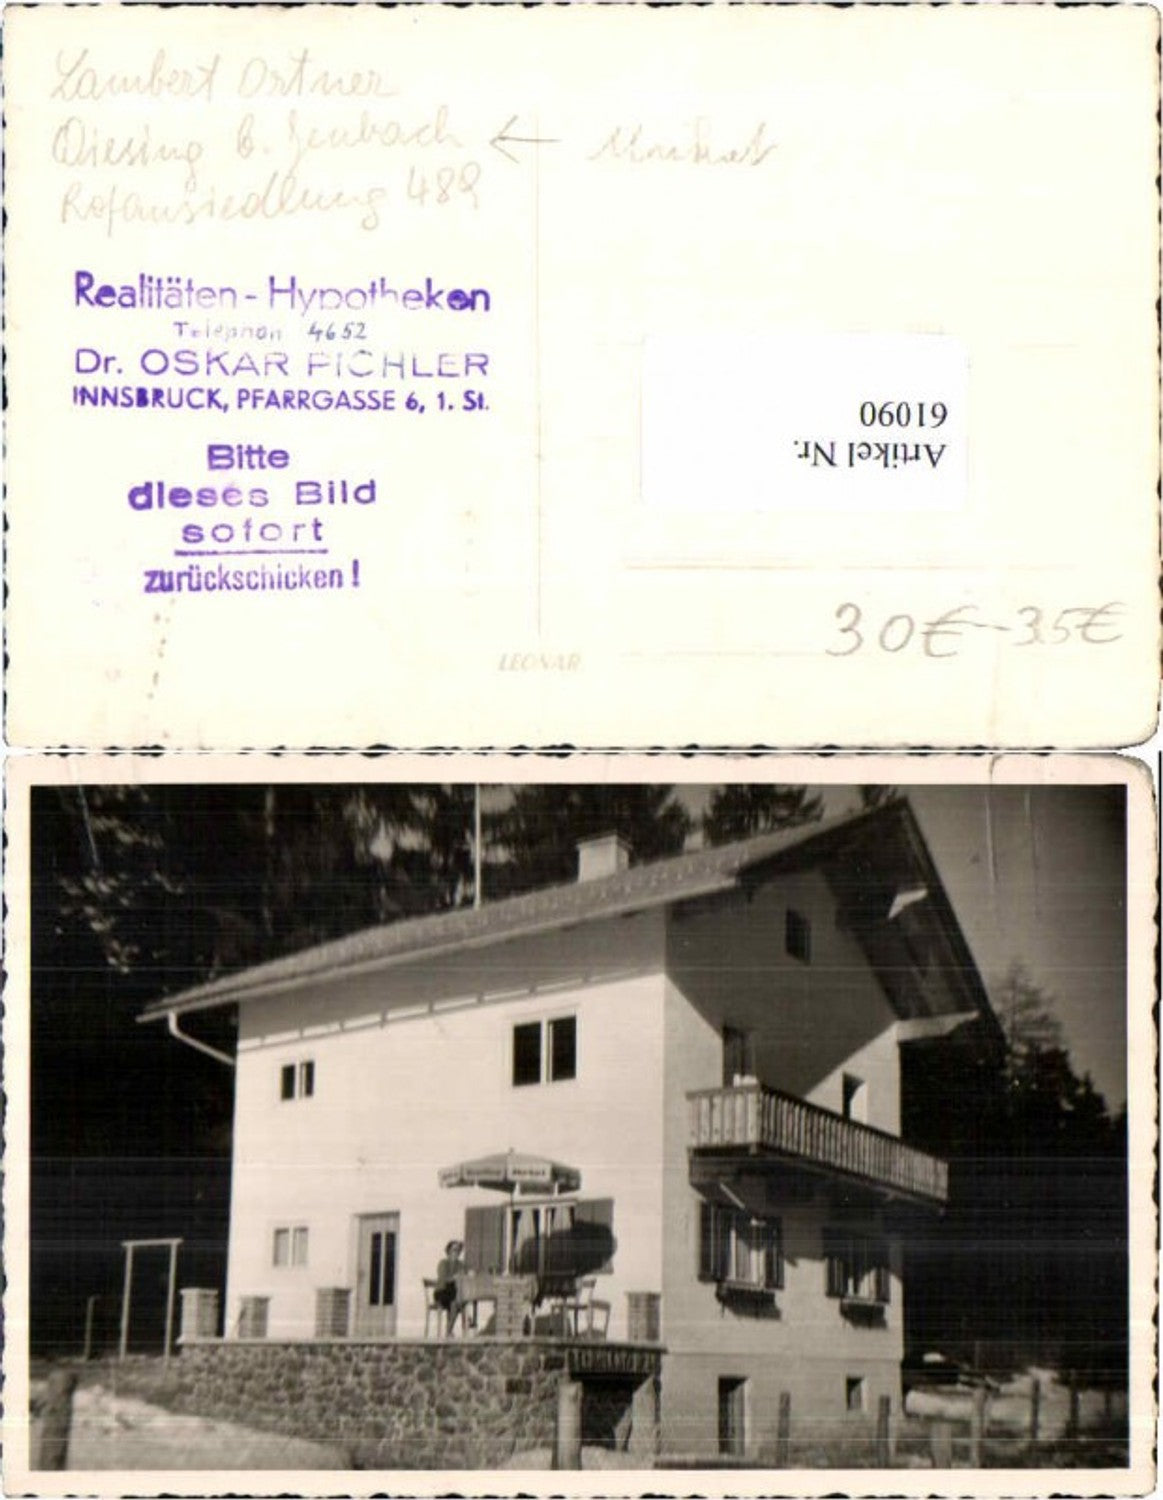 Lambert Ortner
Wiesing b. Jenbach ←
Rofansiedlung 489
Realitäten - Hypotheken
Telephon 4652
Dr. OSKAR PICHLER
INNSBRUCK, PFARRGASSE 6, 1. St.
Bitte
dieses Bild
sofort
zurückschicken!
Artikel Nr.
61090
30€-35€
LEONAR